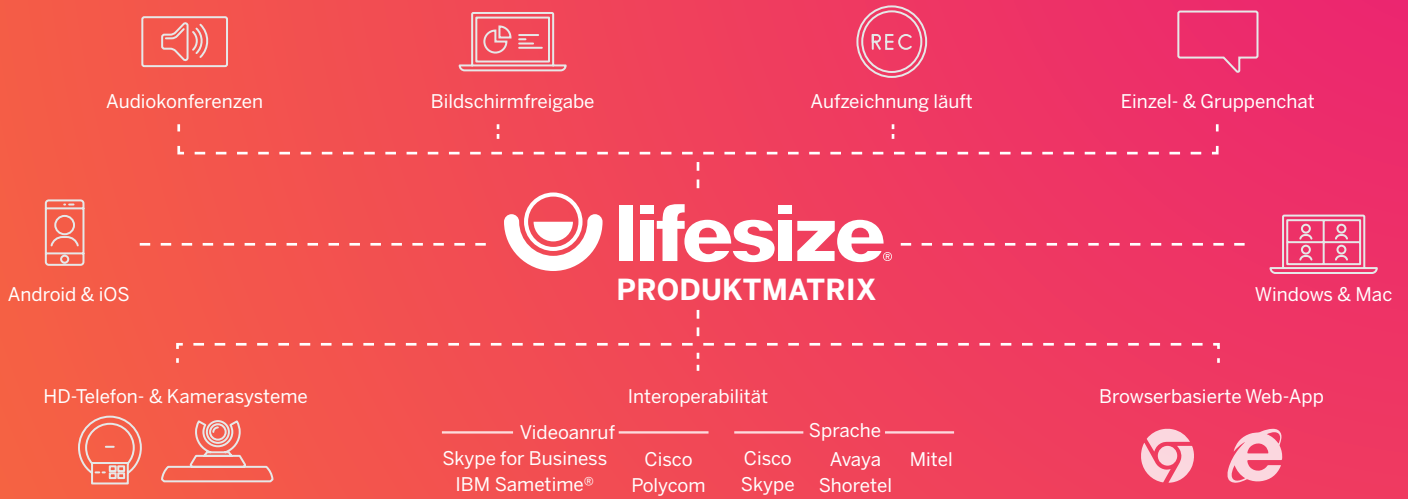 REC
Audiokonferenzen
Bildschirmfreigabe
Aufzeichnung läuft
Einzel- & Gruppenchat
lifesize®
PRODUKTMATRIX
Android & iOS
Windows & Mac
HD-Telefon- & Kamerasysteme
Interoperabilität
Browserbasierte Web-App
Videoanruf
Skype for Business
IBM Sametime®
Cisco
Polycom
Sprache
Cisco
Skype
Avaya
Shoretel
Mitel